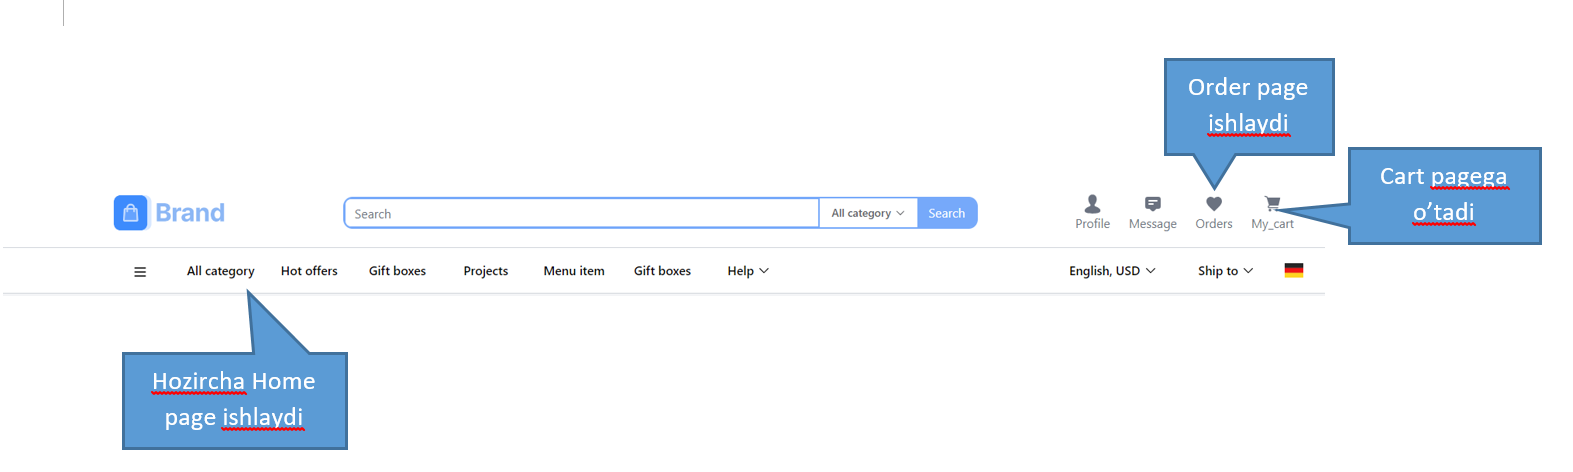 Order page
ishlaydi
Cart pagega
o’tadi
Brand
Search
All category
Search
Profile
Message
Orders
My_cart
All category
Hot offers
Gift boxes
Projects
Menu item
Gift boxes
Help
English, USD
Ship to
Hozircha Home
page ishlaydi